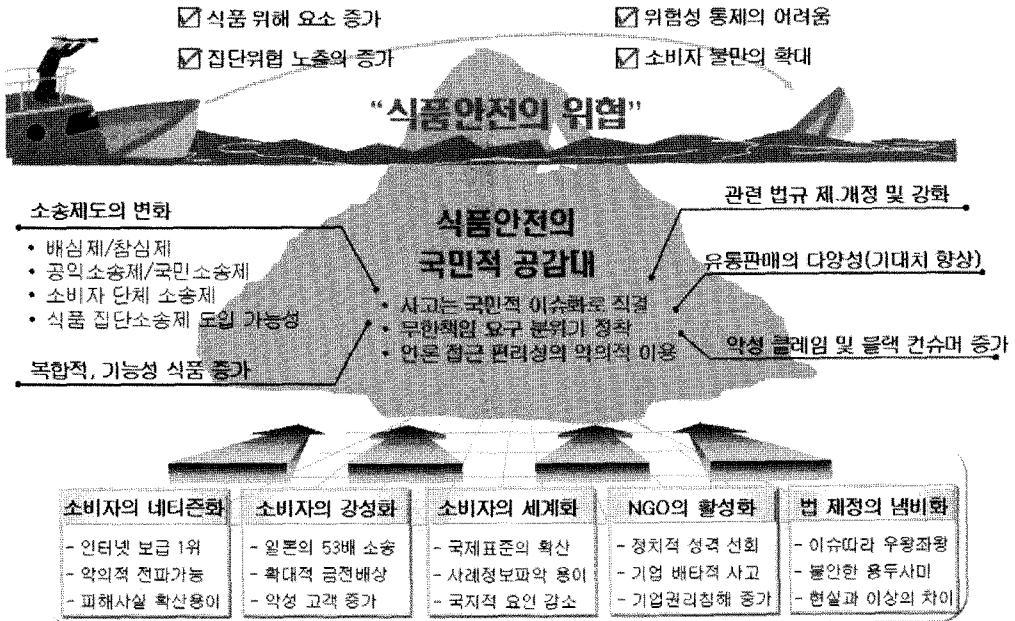 ☑ 식품 위해 요소 증가
☑ 위험성 통제의 어려움
☑ 집단위협 노출의 증가
☑ 소비자 불만의 확대
“식품안전의 위협”
소송제도의 변화
• 배심제/참심제
• 공익소송제/국민소송제
• 소비자 단체 소송제
• 식품 집단소송제 도입 가능성
복합적, 기능성 식품 증가
식품안전의
국민적 공감대
• 사고는 국민적 이슈화로 직결
• 무한책임 요구 분위기 정착
• 언론 접근 편리성의 악의적 이용
관련 법규 제.개정 및 강화
유통판매의 다양성(기대치 향상)
악성 클레임 및 블랙 컨슈머 증가
소비자의 네티즌화
- 인터넷 보급 1위
- 악의적 전파가능
- 피해사실 확산용이
소비자의 강성화
- 일본의 53배 소송
- 확대적 금전배상
- 악성 고객 증가
소비자의 세계화
- 국제표준의 확산
- 사례정보파악 용이
- 국지적 요인 감소
NGO의 활성화
- 정치적 성격 선회
- 기업 배타적 사고
- 기업권리침해 증가
법 제정의 냄비화
- 이슈따라 우왕좌왕
- 불안한 용두사미
- 현실과 이상의 차이